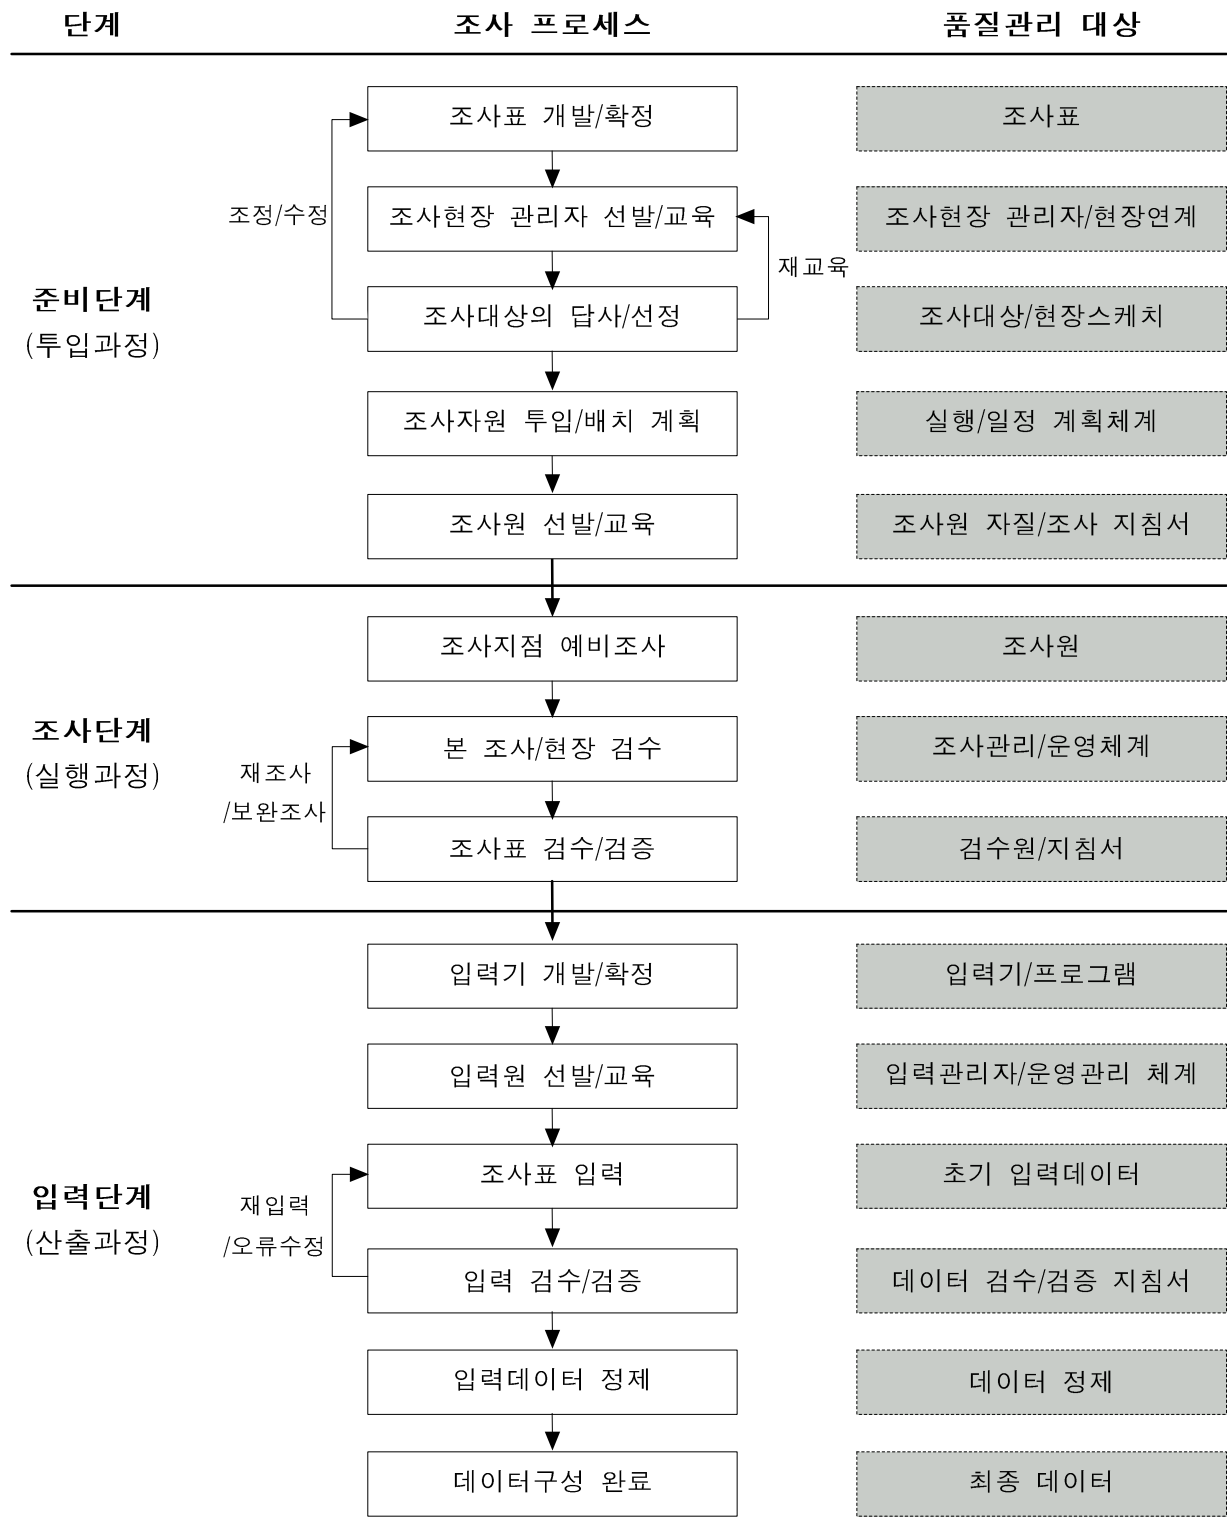 단계
조사 프로세스
품질관리 대상
조사표 개발/확정
조사표
조정/수정
조사현장 관리자 선발/교육
조사현장 관리자/현장연계
재교육
준비단계
(투입과정)
조사대상의 답사/선정
조사대상/현장스케치
조사자원 투입/배치 계획
실행/일정 계획체계
조사원 선발/교육
조사원 자질/조사 지침서
조사지점 예비조사
조사원
조사단계
(실행과정)
본 조사/현장 검수
조사관리/운영체계
재조사
/보완조사
조사표 검수/검증
검수원/지침서
입력기 개발/확정
입력기/프로그램
입력원 선발/교육
입력관리자/운영관리 체계
조사표 입력
초기 입력데이터
입력단계
(산출과정)
재입력
/오류수정
입력 검수/검증
데이터 검수/검증 지침서
입력데이터 정제
데이터 정제
데이터구성 완료
최종 데이터